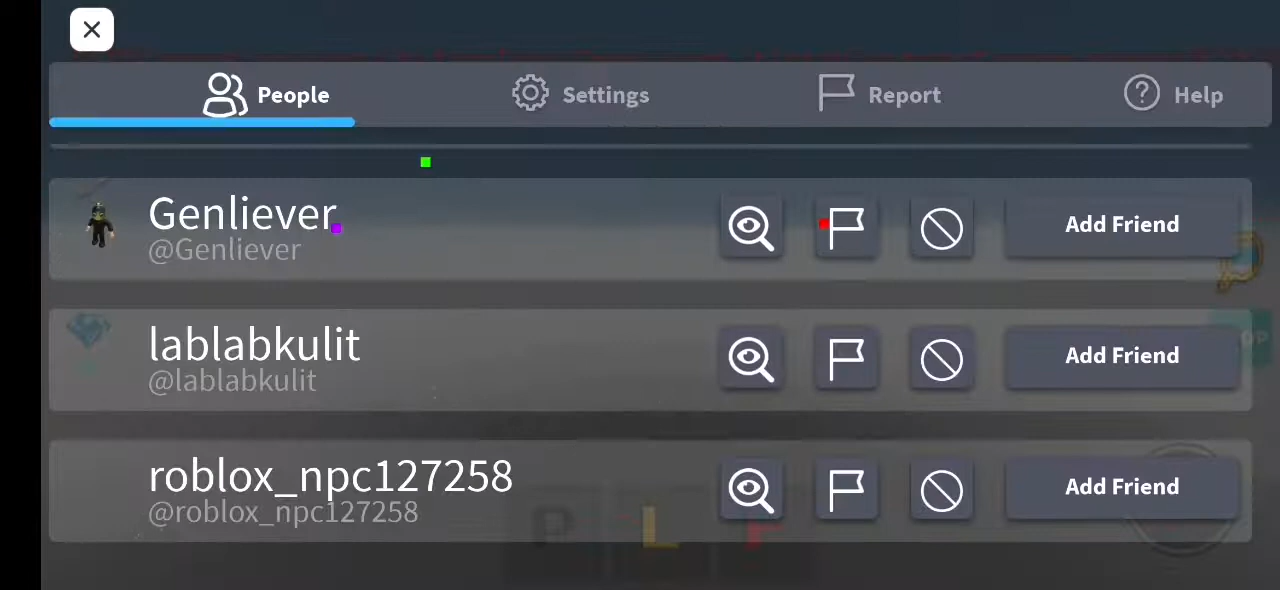 People
Settings
Report
Help
Genliever
@Genliever
Add Friend
lablabkulit
@lablabkulit
Add Friend
roblox_npc127258
@roblox_npc127258
Add Friend
P L F